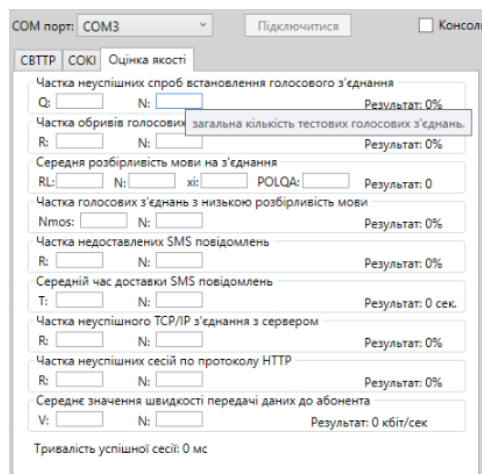 COM порт: COM3 Підключитися Консол
СВТТР СОКІ Оцінка якості
Частка неуспішних спроб встановлення голосового з'єднання
Q: N: Результат: 0%
загальна кількість тестових голосових з'єднань.
Частка обривів голосових
R: N: Результат: 0%
Середня розбірливість мови на з'єднання
RL: N: xi: POLQA: Результат: 0
Частка голосових з'єднань з низькою розбірливість мови
Nmos: N: Результат: 0%
Частка недоставлених SMS повідомлень
R: N: Результат: 0%
Середній час доставки SMS повідомлень
T: N: Результат: 0 сек.
Частка неуспішного TCP/IP з'єднання з сервером
R: N: Результат: 0%
Частка неуспішних сесій по протоколу HTTP
R: N: Результат: 0%
Середнє значення швидкості передачі даних до абонента
V: N: Результат: 0 кбіт/сек
Тривалість успішної сесії: 0 мс